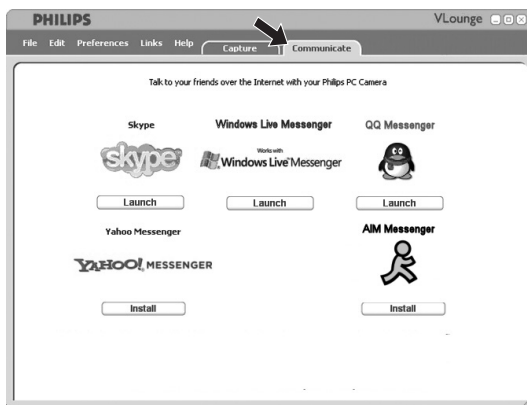 PHILIPS VLounge
File Edit Preferences Links Help Capture Communicate
Talk to your friends over the Internet with your Philips PC Camera
Skype Windows Live Messenger QQ Messenger
skype Works with
Windows Live™ Messenger
Launch Launch Launch
Yahoo Messenger AIM Messenger
YAHOO! MESSENGER
Install Install